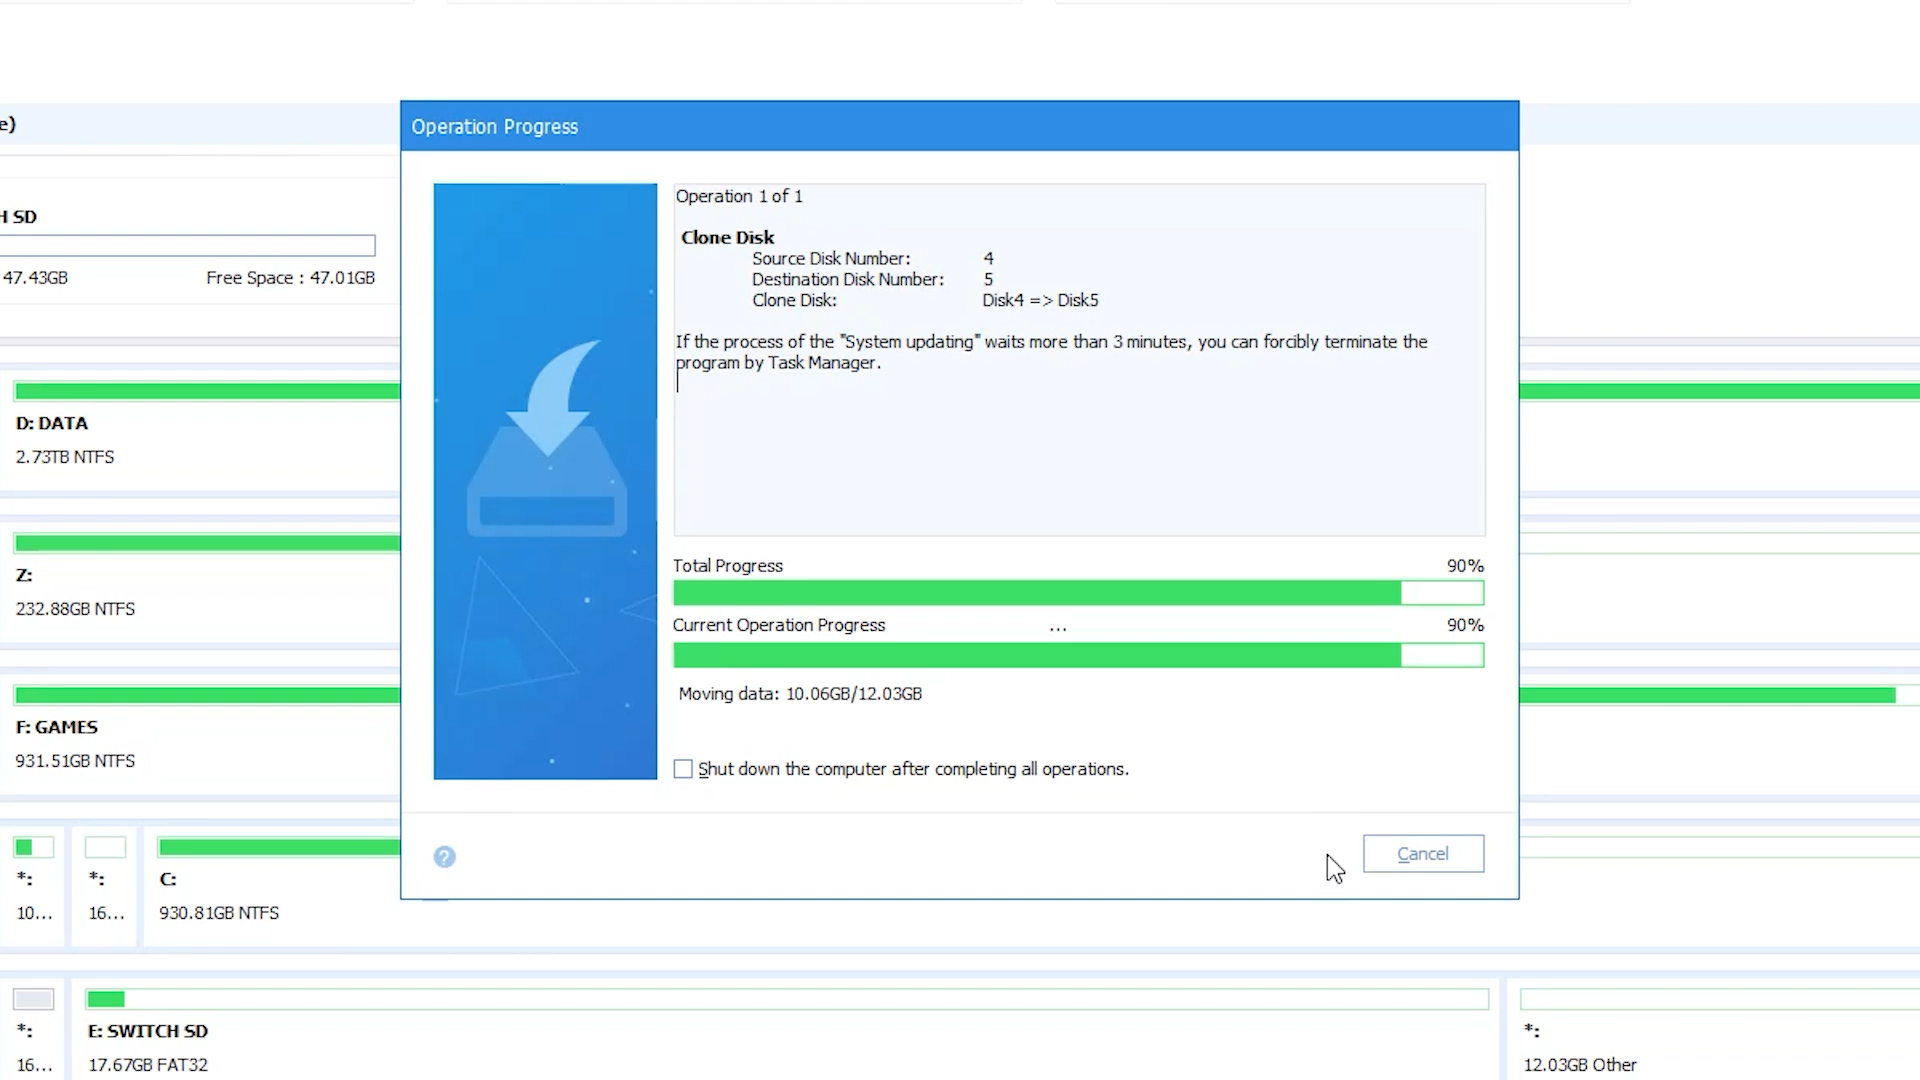 e)
Operation Progress
H SD
47.43GB Free Space : 47.01GB
Operation 1 of 1
Clone Disk
Source Disk Number: 4
Destination Disk Number: 5
Clone Disk: Disk4 => Disk5
If the process of the "System updating" waits more than 3 minutes, you can forcibly terminate the
program by Task Manager.
D: DATA
2.73TB NTFS
Z:
232.88GB NTFS
Total Progress 90%
Current Operation Progress ... 90%
Moving data: 10.06GB/12.03GB
F: GAMES
931.51GB NTFS
Shut down the computer after completing all operations.
?
Cancel
*: *: C:
10... 16... 930.81GB NTFS
*: E: SWITCH SD *:
16... 17.67GB FAT32 12.03GB Other